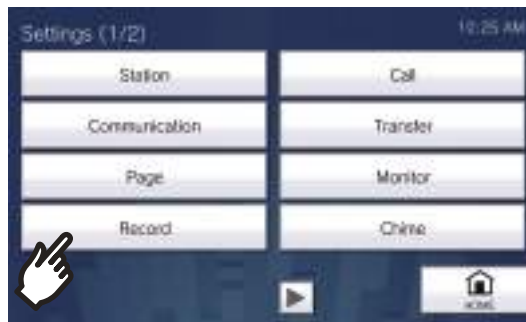 Settings (1/2) 10:25 AM
Station Call
Communication Transfer
Page Monitor
Record Chime
HOME